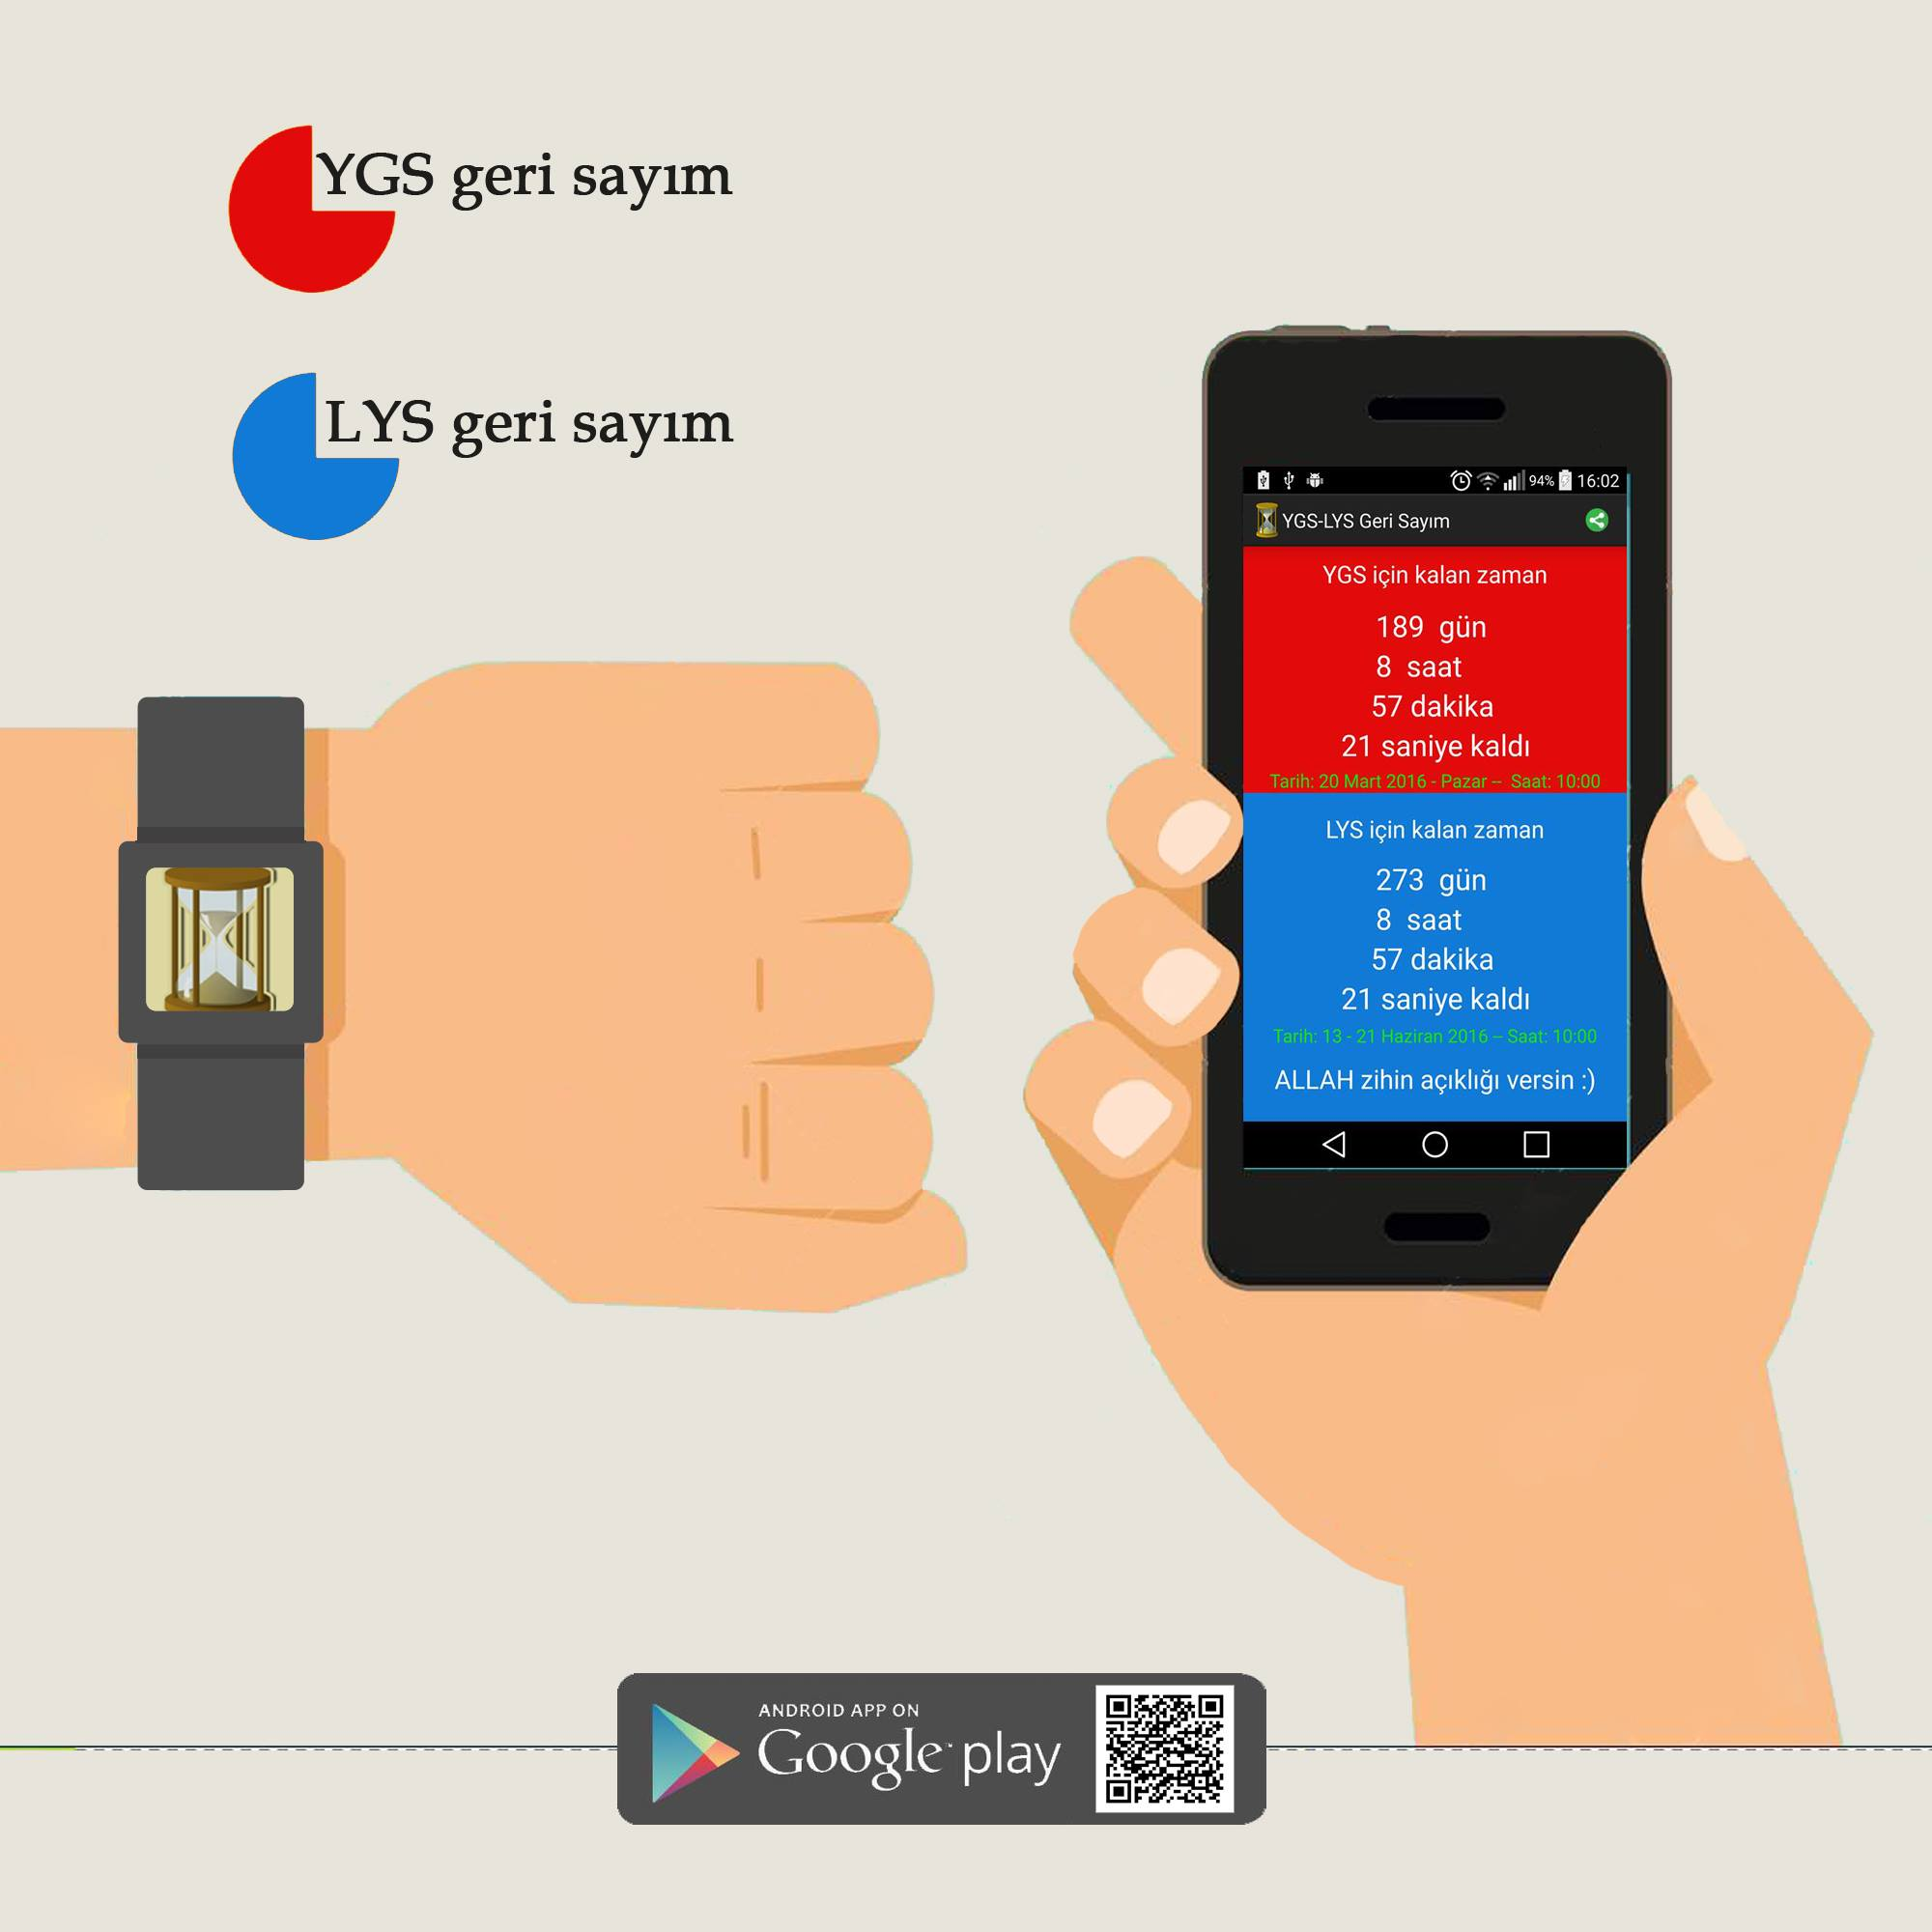 YGS geri sayım
LYS geri sayım
94% 16:02
YGS-LYS Geri Sayım
YGS için kalan zaman
189 gün
8 saat
57 dakika
21 saniye kaldı
Tarih: 20 Mart 2016 - Pazar -- Saat: 10:00
LYS için kalan zaman
273 gün
8 saat
57 dakika
21 saniye kaldı
Tarih: 13 - 21 Haziran 2016 -- Saat: 10:00
ALLAH zihin açıklığı versin :)
ANDROID APP ON
Google play